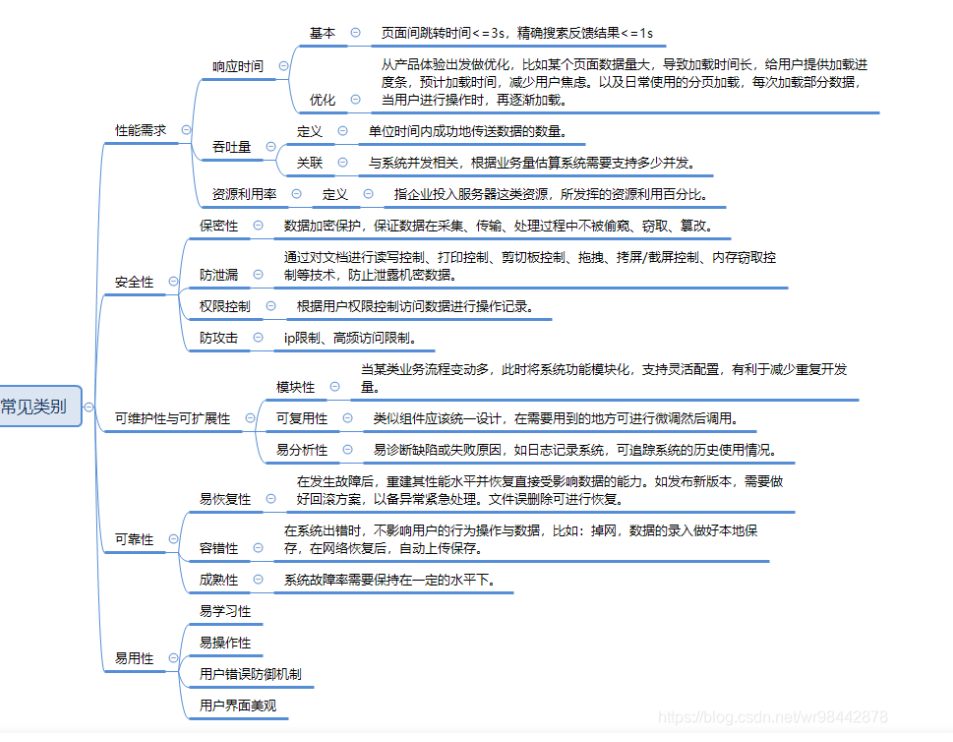 常见类别
性能需求
响应时间
基本
页面间跳转时间<=3s，精确搜素反馈结果<=1s
优化
从产品体验出发做优化，比如某个页面数据量大，导致加载时间长，给用户提供加载进
度条，预计加载时间，减少用户焦虑。以及日常使用的分页加载，每次加载部分数据，
当用户进行操作时，再逐渐加载。
吞吐量
定义
单位时间内成功地传送数据的数量。
关联
与系统并发相关，根据业务量估算系统需要支持多少并发。
资源利用率
定义
指企业投入服务器这类资源，所发挥的资源利用百分比。
安全性
保密性
数据加密保护，保证数据在采集、传输、处理过程中不被偷窥、窃取、篡改。
防泄漏
通过对文档进行读写控制、打印控制、剪切板控制、拖拽、拷屏/截屏控制、内存窃取控
制等技术，防止泄露机密数据。
权限控制
根据用户权限控制访问数据进行操作记录。
防攻击
ip限制、高频访问限制。
可维护性与可扩展性
模块性
当某类业务流程变动多，此时将系统功能模块化，支持灵活配置，有利于减少重复开发
量。
可复用性
类似组件应该统一设计，在需要用到的地方可进行微调然后调用。
易分析性
易诊断缺陷或失败原因，如日志记录系统，可追踪系统的历史使用情况。
可靠性
易恢复性
在发生故障后，重建其性能水平并恢复直接受影响数据的能力。如发布新版本，需要做
好回滚方案，以备异常紧急处理。文件误删除可进行恢复。
容错性
在系统出错时，不影响用户的行为操作与数据，比如：掉网，数据的录入做好本地保
存，在网络恢复后，自动上传保存。
成熟性
系统故障率需要保持在一定的水平下。
易用性
易学习性
易操作性
用户错误防御机制
用户界面美观
https://blog.csdn.net/wr98442878